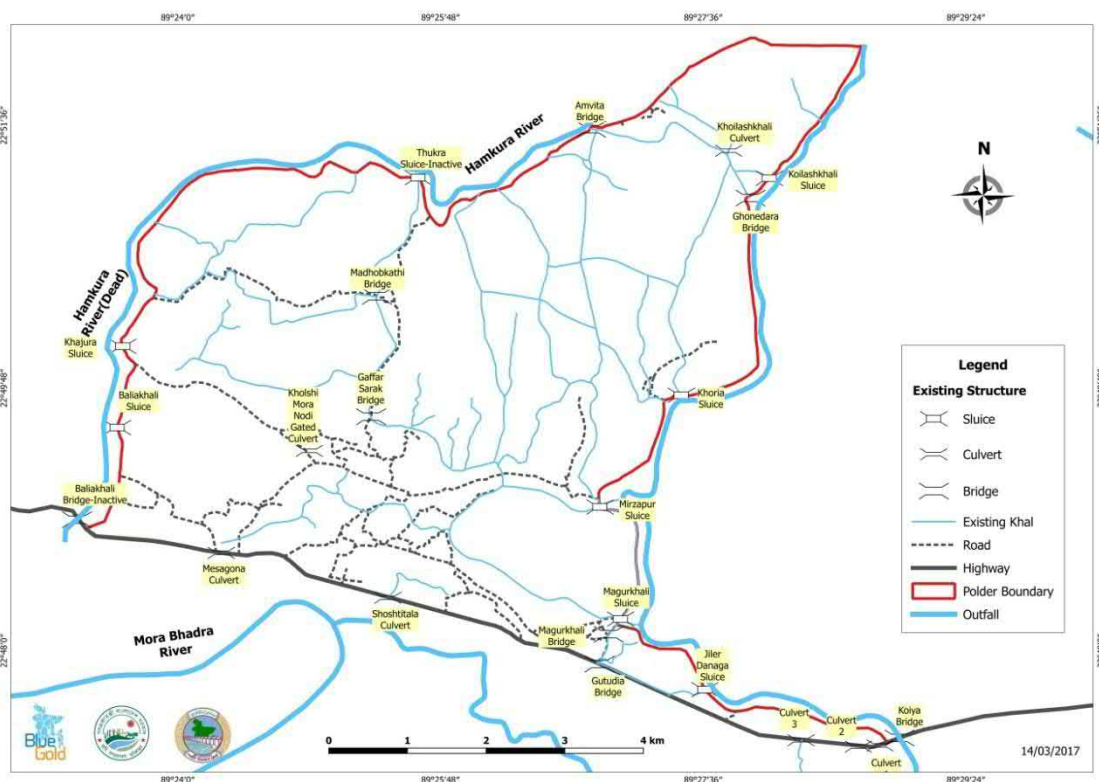 89°24'0"
89°25'48"
89°27'36"
89°29'24"
22°51'36"
Amvita
Bridge
Hamkura River
Khoilashkhali
Culvert
Thukra
Sluice-Inactive
Koilashkhali
Sluice
N
Ghonedara
Bridge
Madhobkathi
Bridge
Hamkura
River(Dead)
Khajura
Sluice
22°49'48"
Baliakhali
Sluice
Kholshi
Mora
Nodi
Gated
Culvert
Gaffar
Sarak
Bridge
Khoria
Sluice
Legend
Existing Structure
Sluice
Culvert
Bridge
Existing Khal
Road
Highway
Polder Boundary
Outfall
Baliakhali
Bridge-Inactive
Mirzapur
Sluice
Mesagona
Culvert
Shoshtitala
Culvert
Magurkhali
Sluice
Magurkhali
Bridge
Mora Bhadra
River
22°48'0"
Gutudia
Bridge
Jiler
Danaga
Sluice
Culvert
3
Culvert
2
Koiya
Bridge
Culvert
Blue
Gold
0 1 2 3 4 km
14/03/2017
89°24'0"
89°25'48"
89°27'36"
89°29'24"